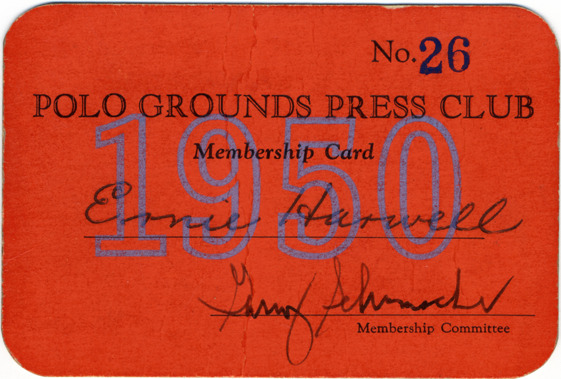 No. 26
POLO GROUNDS PRESS CLUB
1950
Membership Card
Ernie Harwell
Garry Schumacher
Membership Committee